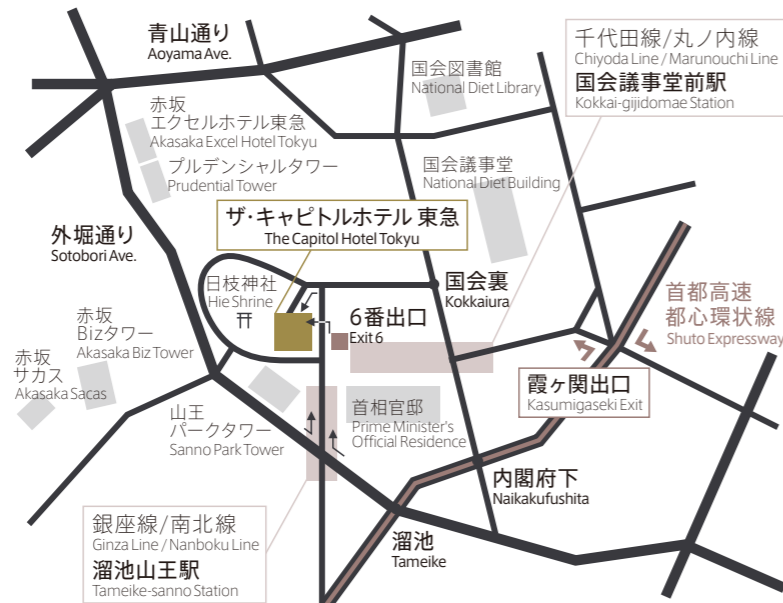 青山通り
Aoyama Ave.
千代田線/丸ノ内線
Chiyoda Line / Marunouchi Line
国会議事堂前駅
Kokkai-gijidomae Station
国会図書館
National Diet Library
赤坂
エクセルホテル東急
Akasaka Excel Hotel Tokyu
プルデンシャルタワー
Prudential Tower
国会議事堂
National Diet Building
ザ・キャピトルホテル 東急
The Capitol Hotel Tokyu
外堀通り
Sotobori Ave.
日枝神社
Hie Shrine
国会裏
Kokkaiura
6番出口
Exit 6
首都高速
都心環状線
Shuto Expressway
赤坂
Bizタワー
Akasaka Biz Tower
赤坂
サカス
Akasaka Sacas
霞ヶ関出口
Kasumigaseki Exit
山王
パークタワー
Sanno Park Tower
首相官邸
Prime Minister's
Official Residence
内閣府下
Naikakufushita
銀座線/南北線
Ginza Line / Nanboku Line
溜池山王駅
Tameike-sanno Station
溜池
Tameike